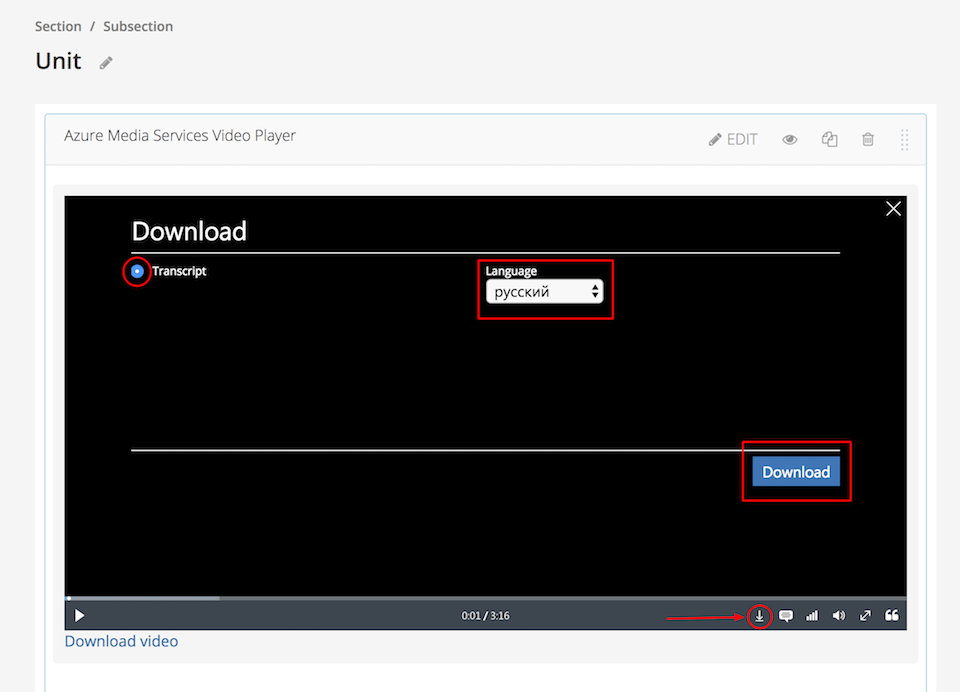 Section / Subsection
Unit
Azure Media Services Video Player
EDIT
Download
Transcript
Language
русский
Download
0:01 / 3:16
Download video